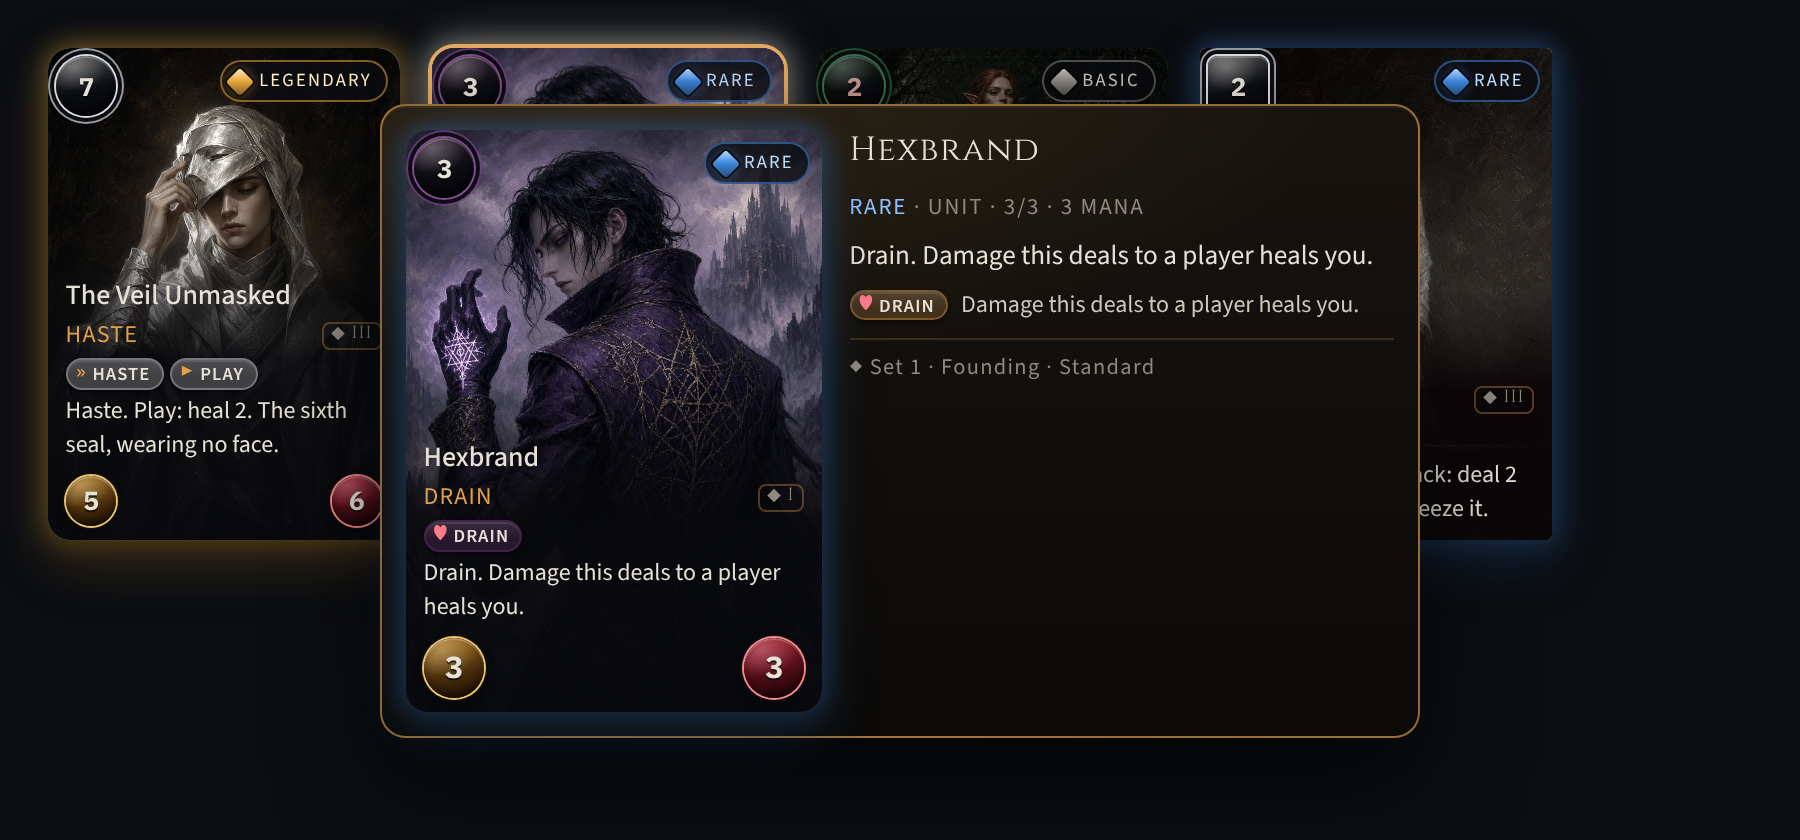 7
LEGENDARY
The Veil Unmasked
HASTE
III
» HASTE
PLAY
Haste. Play: heal 2. The sixth
seal, wearing no face.
5
6
3
RARE
2
BASIC
2
RARE
III
ck: deal 2
eeze it.
3
RARE
Hexbrand
DRAIN
I
DRAIN
Drain. Damage this deals to a player
heals you.
3
3
HEXBRAND
RARE · UNIT · 3/3 · 3 MANA
Drain. Damage this deals to a player heals you.
DRAIN Damage this deals to a player heals you.
Set 1 · Founding · Standard